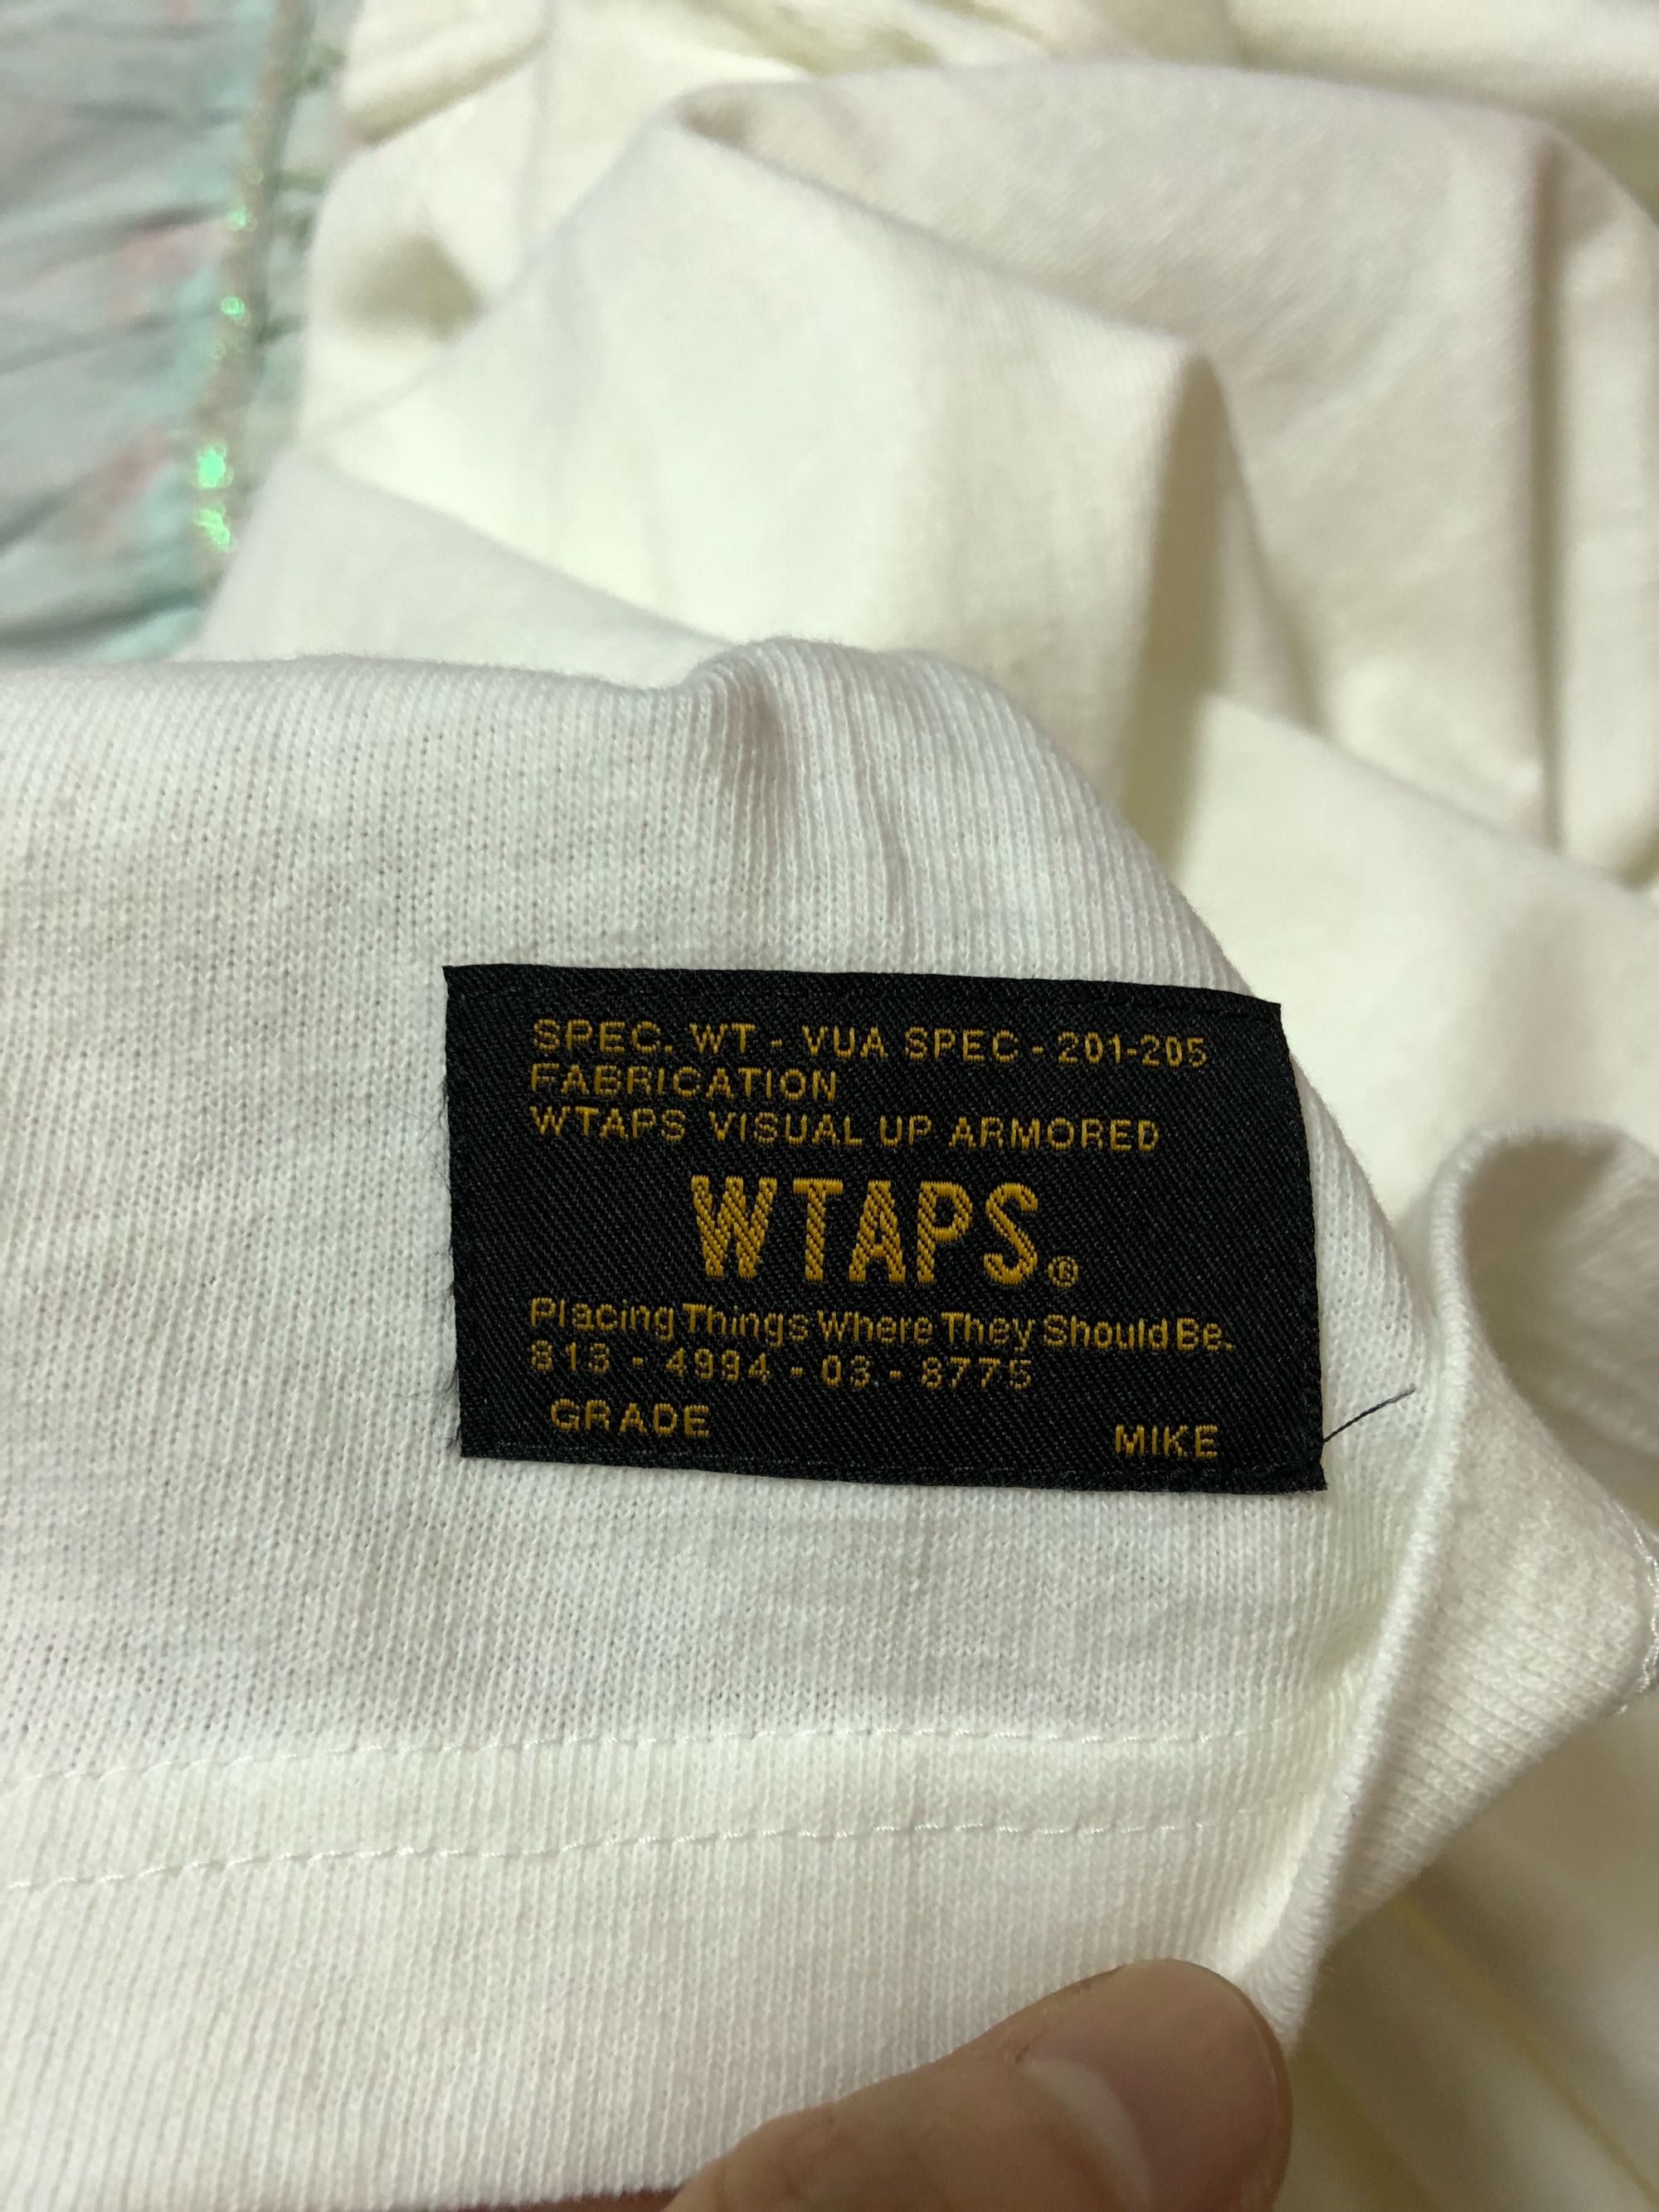 SPEC. WT - VUA SPEC - 201-205
FABRICATION
WTAPS VISUAL UP ARMORED
WTAPS®
Placing Things Where They Should Be.
813 - 4994 - 03 - 8775
GRADE MIKE